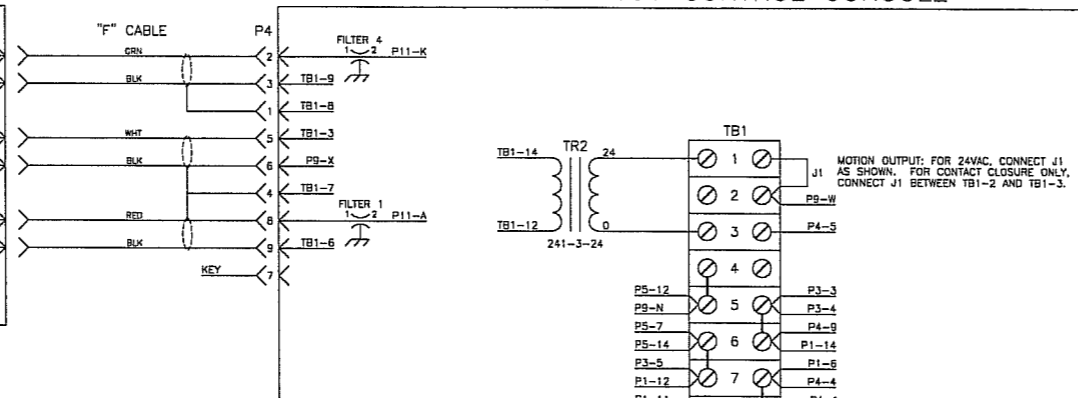 "F" CABLE
P4
GRN
2
FILTER 4
1 2
P11-K
BLK
3
TB1-9
1
TB1-8
WHT
5
TB1-3
BLK
6
P9-X
4
TB1-7
RED
8
FILTER 1
1 2
P11-A
BLK
9
TB1-6
KEY
7
TB1-14
TR2
24
TB1-12
0
241-3-24
TB1
1
J1
MOTION OUTPUT: FOR 24VAC, CONNECT J1
AS SHOWN. FOR CONTACT CLOSURE ONLY,
CONNECT J1 BETWEEN TB1-2 AND TB1-3.
2
P9-W
3
P4-5
4
P5-12
P3-3
5
P9-N
P3-4
P5-7
P4-9
6
P5-14
P1-14
P3-5
P1-6
7
P1-12
P4-4